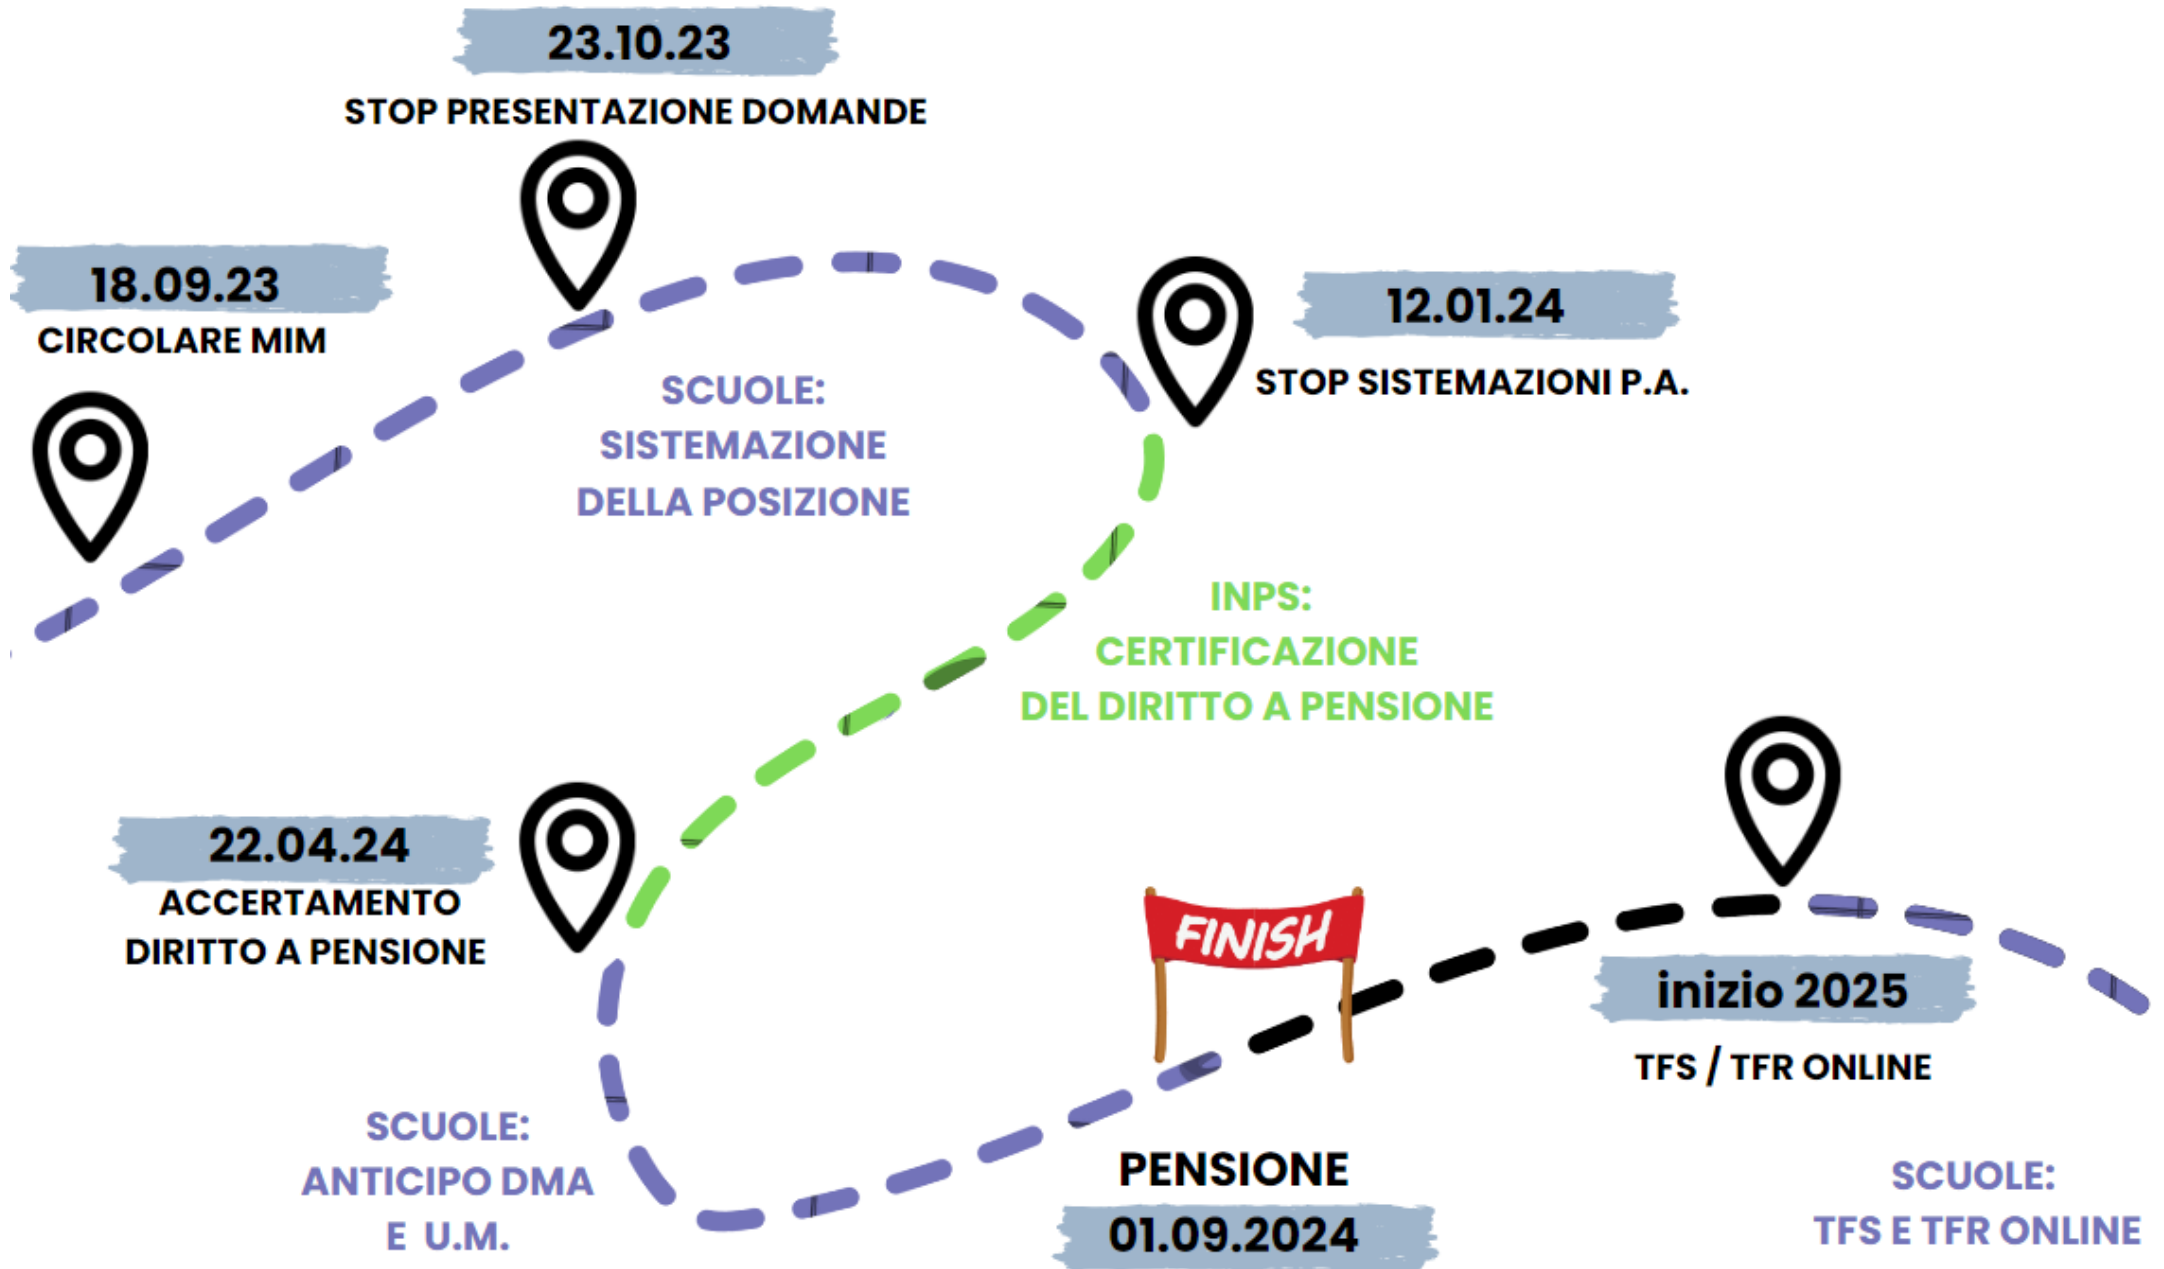 23.10.23
STOP PRESENTAZIONE DOMANDE
18.09.23
CIRCOLARE MIM
12.01.24
STOP SISTEMAZIONI P.A.
SCUOLE:
SISTEMAZIONE
DELLA POSIZIONE
INPS:
CERTIFICAZIONE
DEL DIRITTO A PENSIONE
22.04.24
ACCERTAMENTO
DIRITTO A PENSIONE
FINISH
inizio 2025
TFS / TFR ONLINE
SCUOLE:
ANTICIPO DMA
E U.M.
PENSIONE
01.09.2024
SCUOLE:
TFS E TFR ONLINE